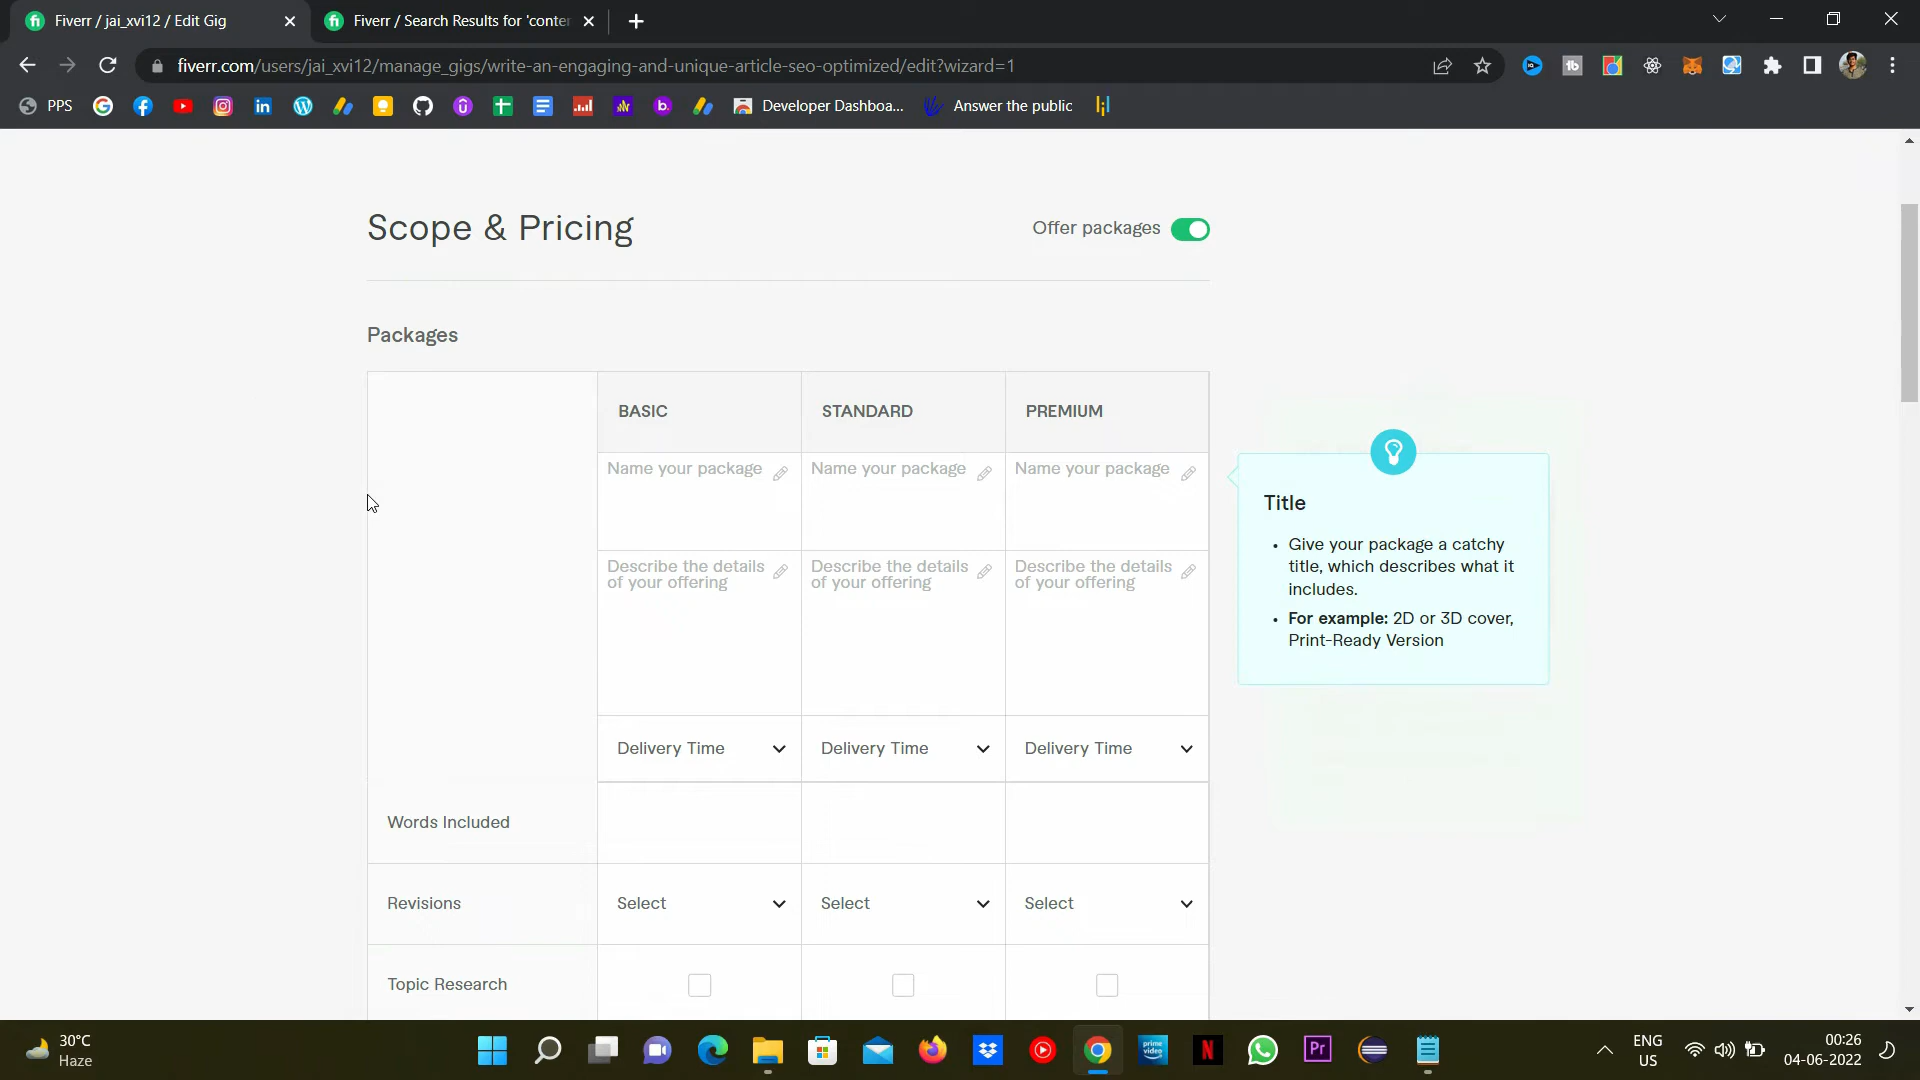 Fiverr / jai_xvi12 / Edit Gig
Fiverr / Search Results for 'conter
fiverr.com/users/jai_xvi12/manage_gigs/write-an-engaging-and-unique-article-seo-optimized/edit?wizard=1
PPS
Developer Dashboa...
Answer the public
Scope & Pricing
Offer packages
Packages
BASIC STANDARD PREMIUM
Name your package Name your package Name your package
Describe the details of your offering
Describe the details of your offering
Describe the details of your offering
Title
• Give your package a catchy
title, which describes what it
includes.
• For example: 2D or 3D cover,
Print-Ready Version
Delivery Time Delivery Time Delivery Time
Words Included
Revisions Select Select Select
Topic Research
30°C
Haze
Pr
ENG
US
00:26
04-06-2022